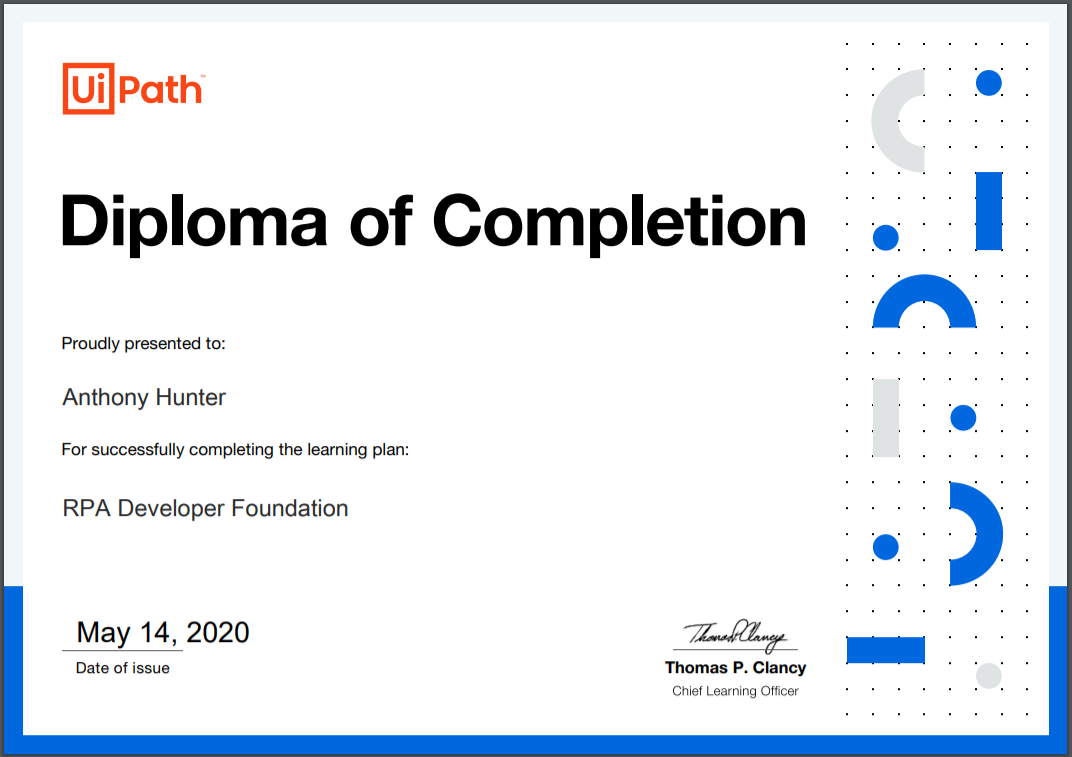 UiPath™
Diploma of Completion
Proudly presented to:
Anthony Hunter
For successfully completing the learning plan:
RPA Developer Foundation
May 14, 2020
Date of issue
Thomas P. Clancy
Thomas P. Clancy
Chief Learning Officer